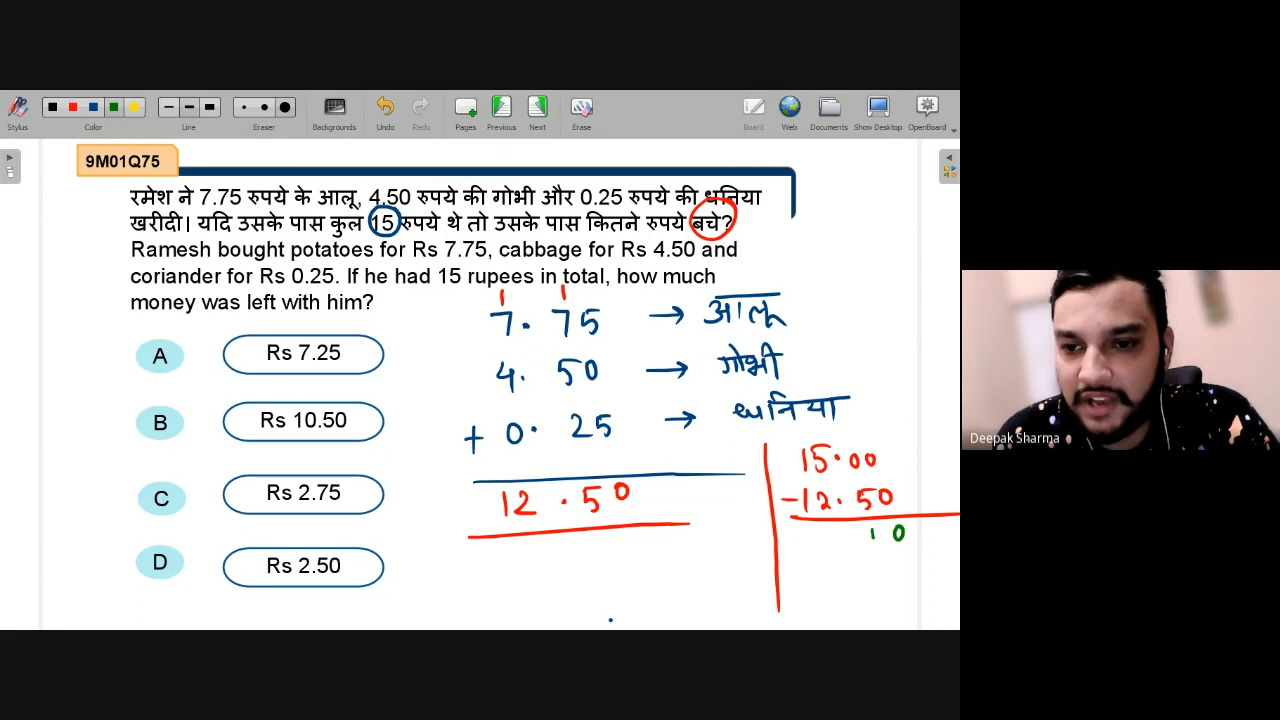 Stylus Color Line Eraser Backgrounds Undo Redo Pages Previous Next Erase Board Web Documents Show Desktop OpenBoard
9M01Q75
रमेश ने 7.75 रुपये के आलू, 4.50 रुपये की गोभी और 0.25 रुपये की धनिया
खरीदी। यदि उसके पास कुल 15 रुपये थे तो उसके पास कितने रुपये बचे?
Ramesh bought potatoes for Rs 7.75, cabbage for Rs 4.50 and
coriander for Rs 0.25. If he had 15 rupees in total, how much
money was left with him?
A Rs 7.25
B Rs 10.50
C Rs 2.75
D Rs 2.50
1 1
7.75 → आलू
4.50 → गोभी
+ 0.25 → धनिया
12.50
15.00
-12.50
1 0
Deepak Sharma